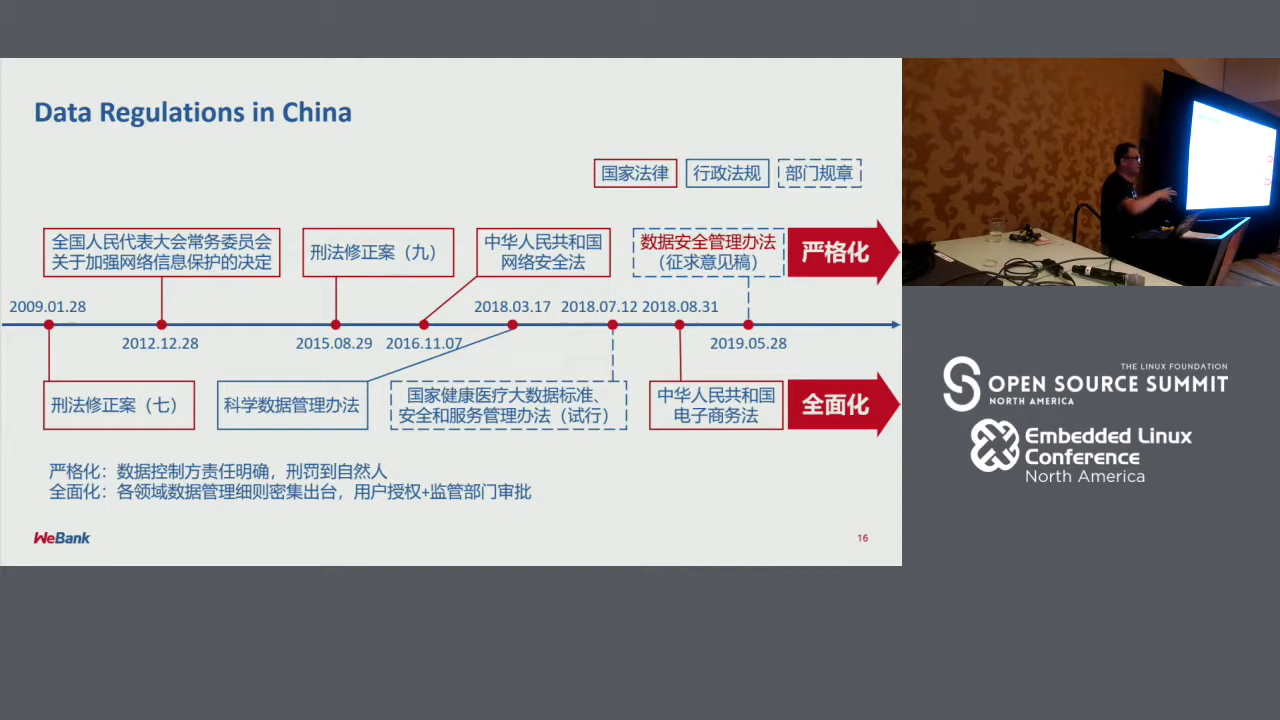 Data Regulations in China
国家法律
行政法规
部门规章
全国人民代表大会常务委员会
关于加强网络信息保护的决定
刑法修正案（九）
中华人民共和国
网络安全法
数据安全管理办法
（征求意见稿）
严格化
2009.01.28
2018.03.17
2018.07.12
2018.08.31
2012.12.28
2015.08.29
2016.11.07
2019.05.28
刑法修正案（七）
科学数据管理办法
国家健康医疗大数据标准、
安全和服务管理办法（试行）
中华人民共和国
电子商务法
全面化
严格化：数据控制方责任明确，刑罚到自然人
全面化：各领域数据管理细则密集出台，用户授权+监管部门审批
WeBank
16
THE LINUX FOUNDATION
OPEN SOURCE SUMMIT
NORTH AMERICA
Embedded Linux
Conference
North America